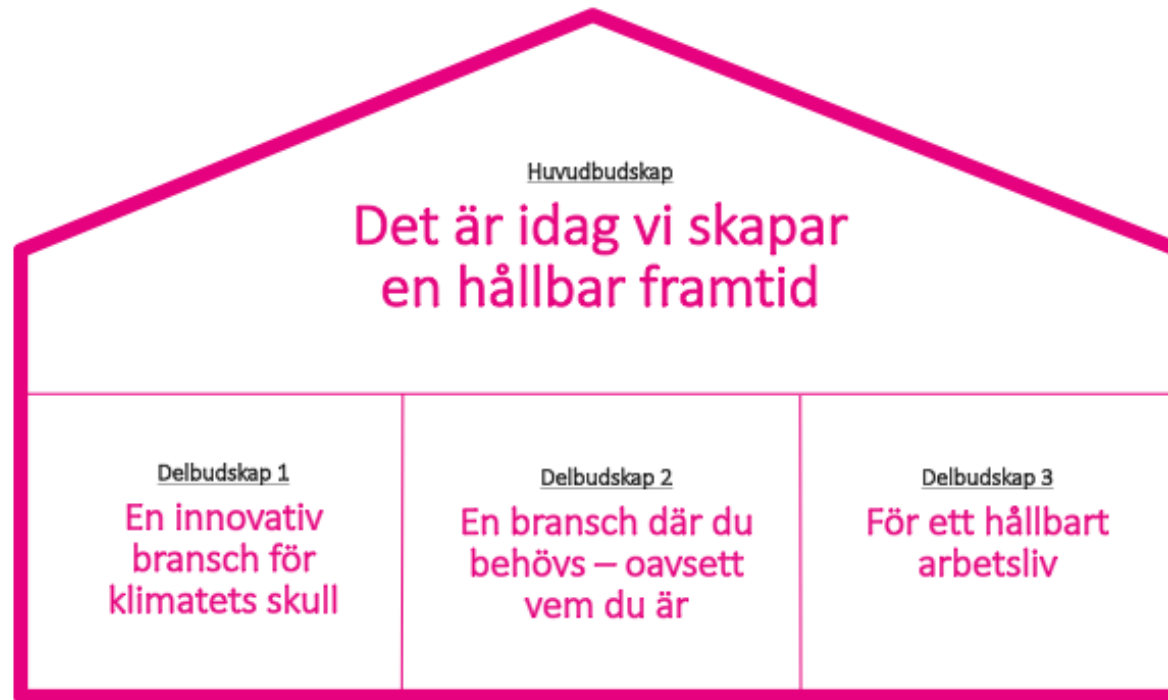 Huvudbudskap
Det är idag vi skapar
en hållbar framtid
Delbudskap 1
En innovativ
bransch för
klimatets skull
Delbudskap 2
En bransch där du
behövs – oavsett
vem du är
Delbudskap 3
För ett hållbart
arbetsliv